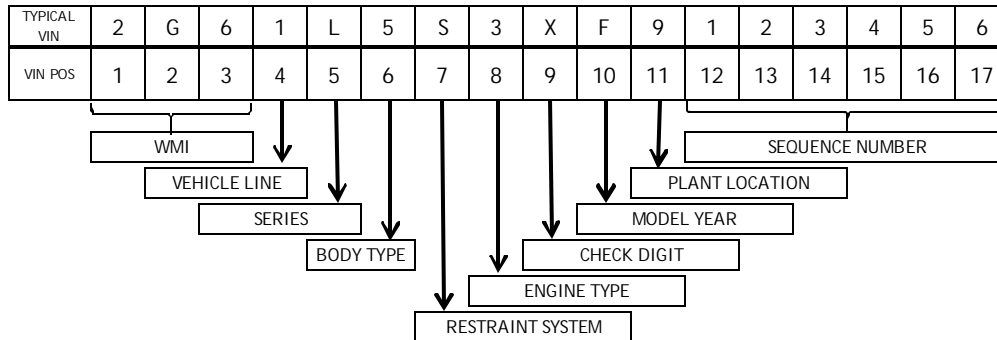 TYPICAL VIN 2 G 6 1 L 5 S 3 X F 9 1 2 3 4 5 6
VIN POS 1 2 3 4 5 6 7 8 9 10 11 12 13 14 15 16 17
WMI SEQUENCE NUMBER
VEHICLE LINE PLANT LOCATION
SERIES MODEL YEAR
BODY TYPE CHECK DIGIT
ENGINE TYPE
RESTRAINT SYSTEM